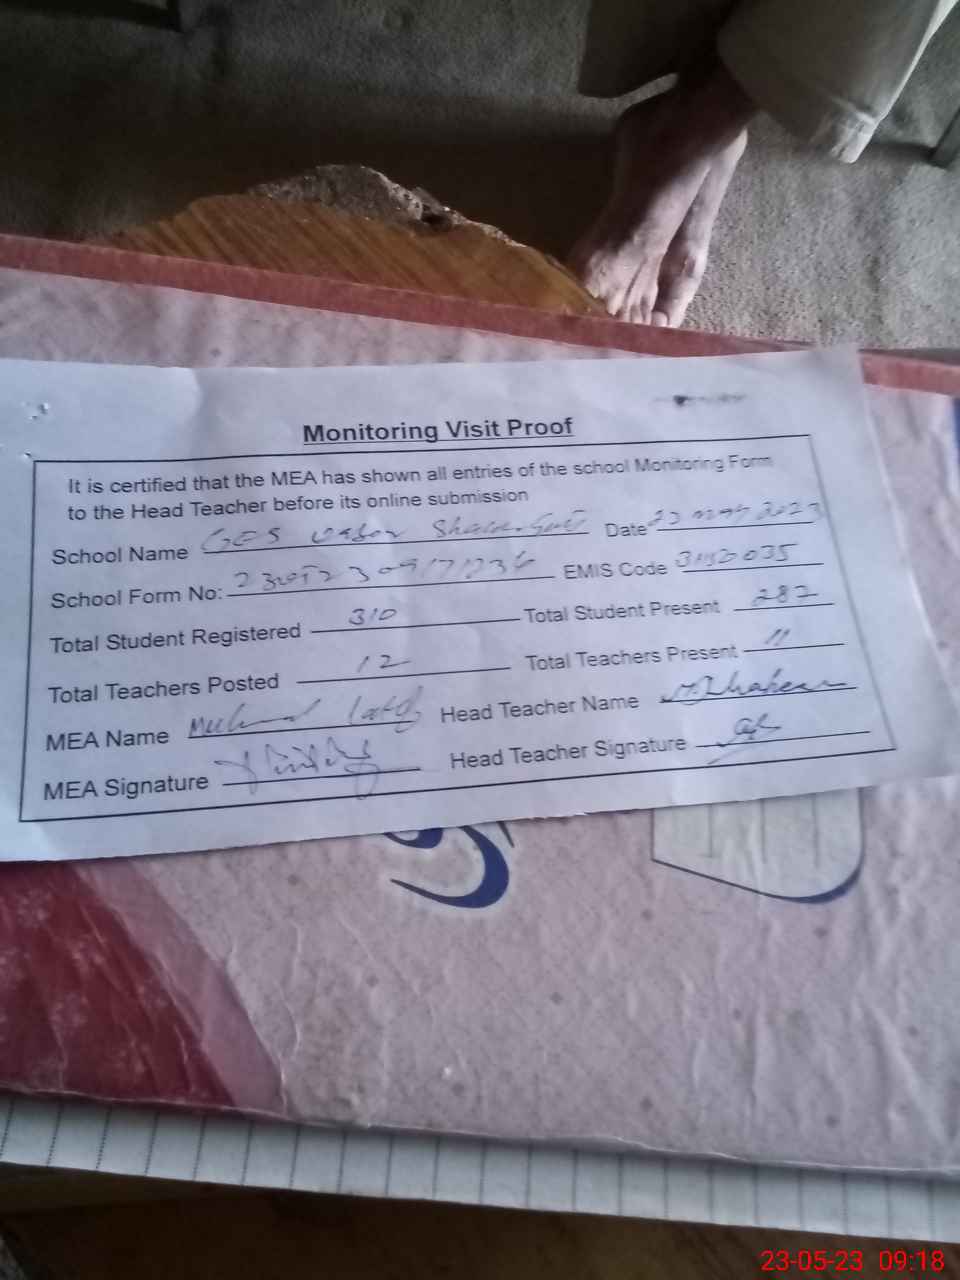 Monitoring Visit Proof
It is certified that the MEA has shown all entries of the school Monitoring Form
to the Head Teacher before its online submission
School Name GES Date 23 May 2023
School Form No: EMIS Code
Total Student Registered 310 Total Student Present 282
Total Teachers Posted 12 Total Teachers Present 11
MEA Name Head Teacher Name
MEA Signature Head Teacher Signature
23-05-23 09:18